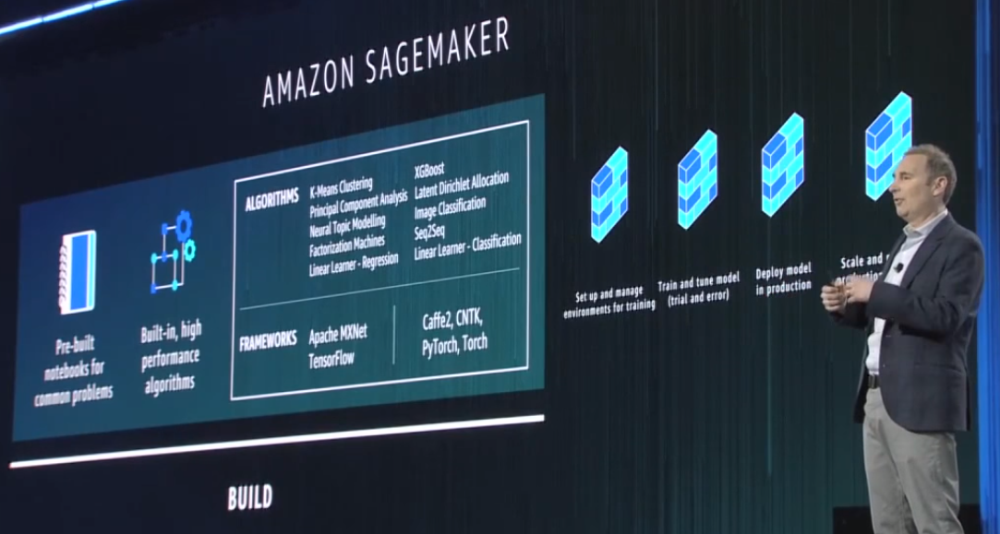 AMAZON SAGEMAKER
Pre-built
notebooks for
common problems
Built-in, high
performance
algorithms
ALGORITHMS
K-Means Clustering
Principal Component Analysis
Neural Topic Modelling
Factorization Machines
Linear Learner - Regression
XGBoost
Latent Dirichlet Allocation
Image Classification
Seq2Seq
Linear Learner - Classification
FRAMEWORKS
Apache MXNet
TensorFlow
Caffe2, CNTK,
PyTorch, Torch
BUILD
Set up and manage
environments for training
Train and tune model
(trial and error)
Deploy model
in production
Scale and